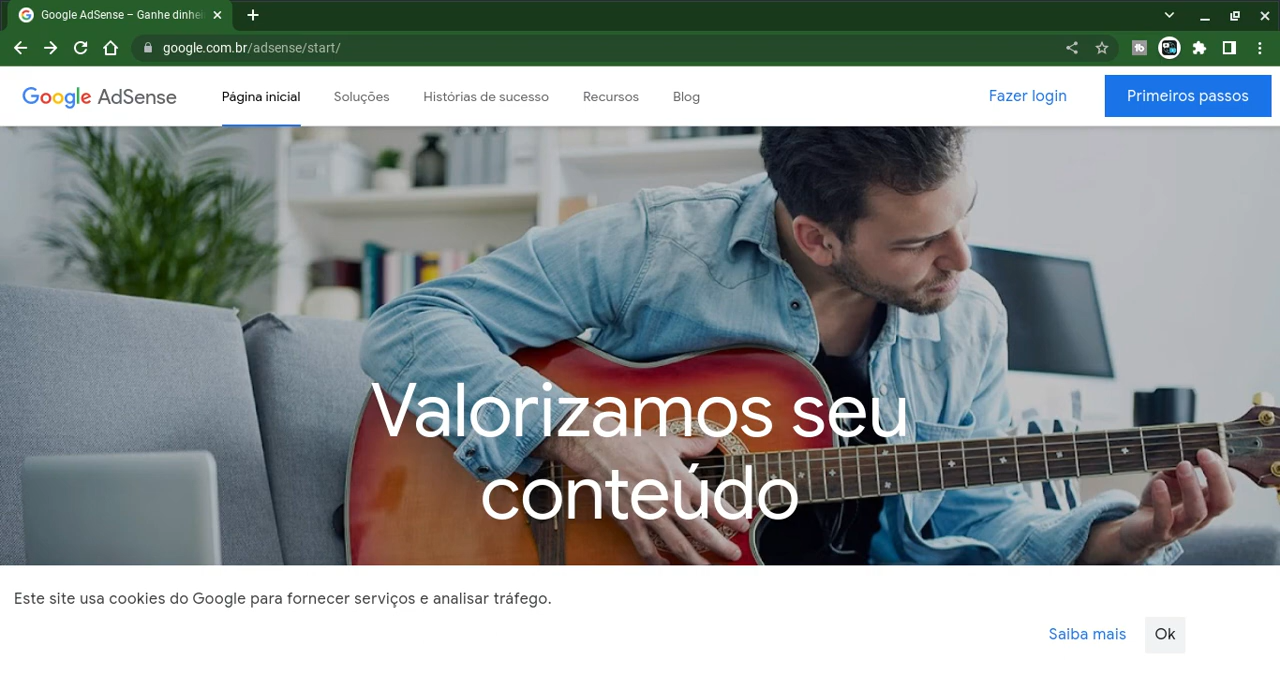 Google AdSense – Ganhe dinhei
google.com.br/adsense/start/
Google AdSense Página inicial Soluções Histórias de sucesso Recursos Blog Fazer login Primeiros passos
Valorizamos seu
conteúdo
Este site usa cookies do Google para fornecer serviços e analisar tráfego.
Saiba mais Ok